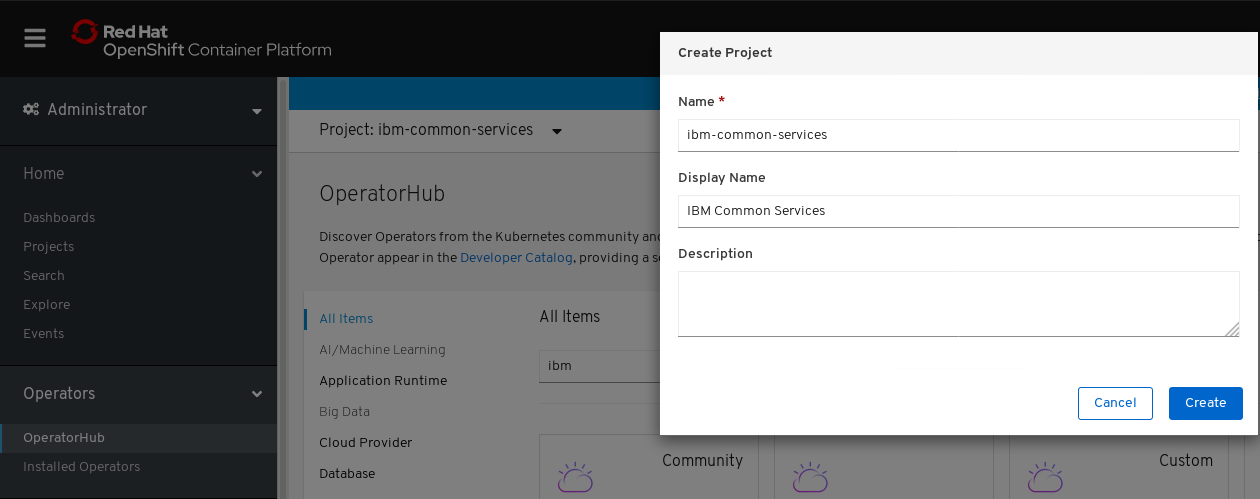 Red Hat
OpenShift Container Platform
Administrator
Home
Dashboards
Projects
Search
Explore
Events
Operators
OperatorHub
Installed Operators
Project: ibm-common-services
OperatorHub
Discover Operators from the Kubernetes community and
Operator appear in the Developer Catalog, providing a se
All Items
AI/Machine Learning
Application Runtime
Big Data
Cloud Provider
Database
All Items
ibm
Community
Custom
Create Project
Name *
ibm-common-services
Display Name
IBM Common Services
Description
Cancel
Create